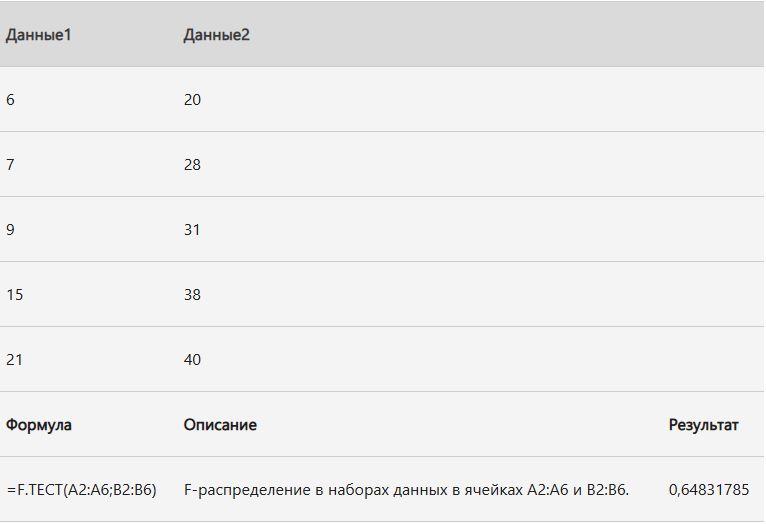 Данные1 Данные2
6 20
7 28
9 31
15 38
21 40
Формула Описание Результат
=F.ТЕСТ(A2:A6;B2:B6) F-распределение в наборах данных в ячейках A2:A6 и B2:B6. 0,64831785